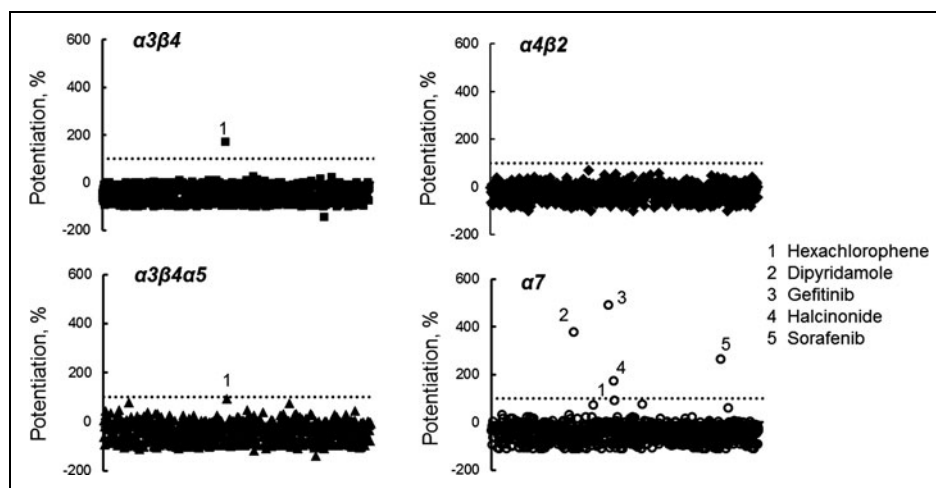 α3β4
Potentiation, %
600
400
200
0
-200
1
α4β2
Potentiation, %
600
400
200
0
-200
α3β4α5
Potentiation, %
600
400
200
0
-200
1
α7
Potentiation, %
600
400
200
0
-200
2
3
4
1
5
1 Hexachlorophene
2 Dipyridamole
3 Gefitinib
4 Halcinonide
5 Sorafenib